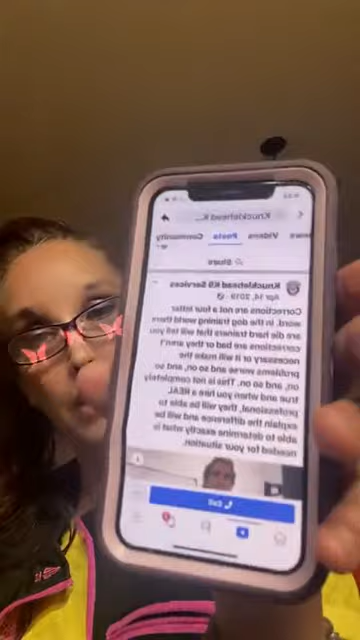 Knucklehead K...
Videos
Posts
Community
Share
Knucklehead K9 Services
Apr 14, 2019
Corrections are not a four letter
word. In the dog training world there
are die hard trainers that will tell you
corrections are bad or they aren't
necessary or it will make the
problems worse and so on, and so
on, and so on. This is not completely
true and when you hire a REAL
professional, they will be able to
explain the difference and will be
able to determine exactly what is
needed for your situation.
Call